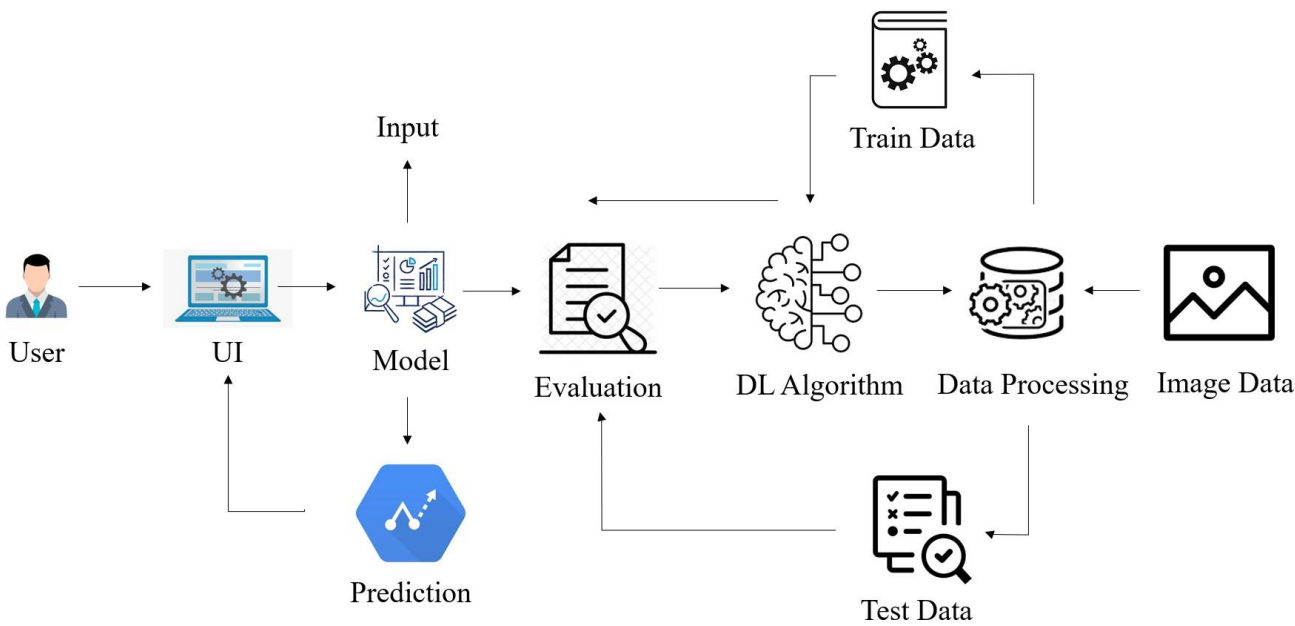 Train Data
Input
User
UI
Model
Evaluation
DL Algorithm
Data Processing
Image Data
Prediction
Test Data